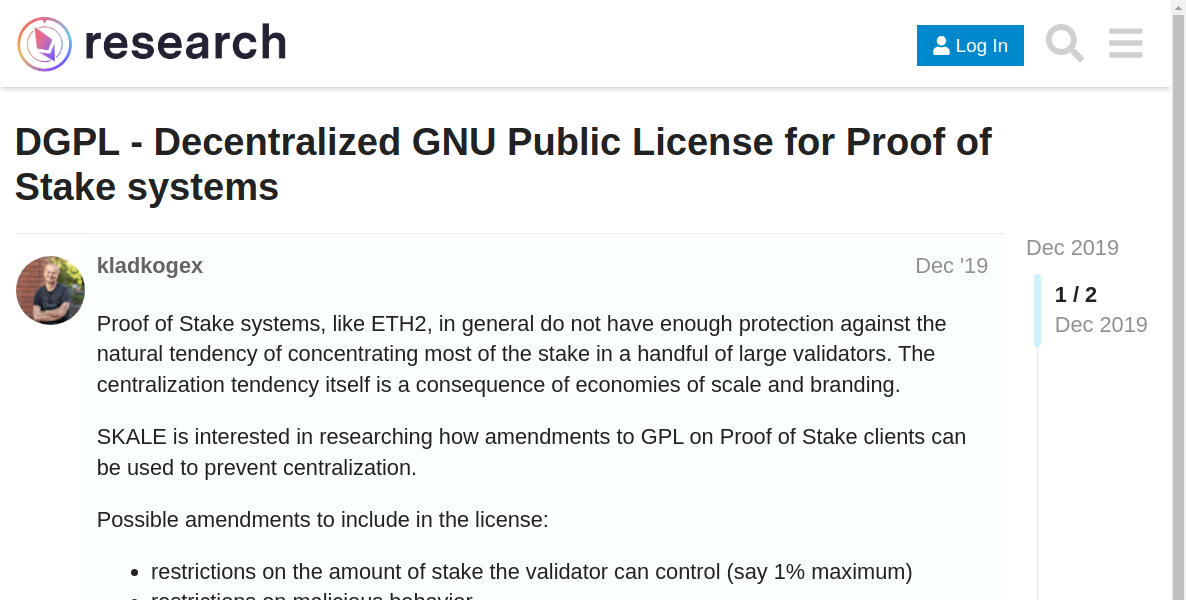 research
Log In
DGPL - Decentralized GNU Public License for Proof of
Stake systems
kladkogex
Dec '19
Dec 2019
1 / 2
Dec 2019
Proof of Stake systems, like ETH2, in general do not have enough protection against the
natural tendency of concentrating most of the stake in a handful of large validators. The
centralization tendency itself is a consequence of economies of scale and branding.
SKALE is interested in researching how amendments to GPL on Proof of Stake clients can
be used to prevent centralization.
Possible amendments to include in the license:
• restrictions on the amount of stake the validator can control (say 1% maximum)
• restrictions on malicious behavior